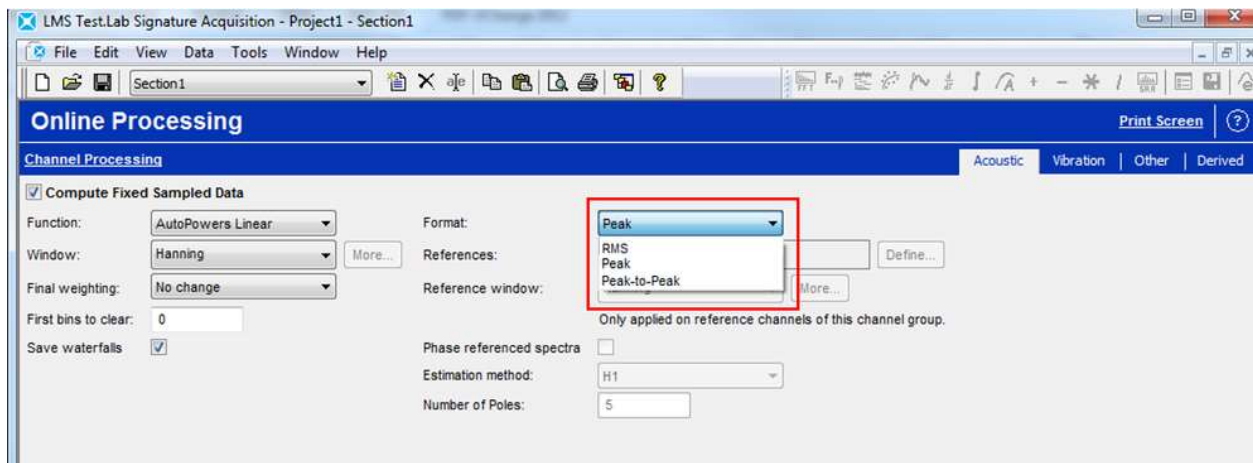 LMS Test.Lab Signature Acquisition - Project1 - Section1
File Edit View Data Tools Window Help
Section1
Online Processing
Print Screen
Channel Processing
Acoustic Vibration Other Derived
Compute Fixed Sampled Data
Function: AutoPowers Linear Format: Peak
RMS
Peak
Peak-to-Peak
Window: Hanning More... References: Define...
Final weighting: No change Reference window: More...
First bins to clear: 0 Only applied on reference channels of this channel group.
Save waterfalls Phase referenced spectra
Estimation method: H1
Number of Poles: 5